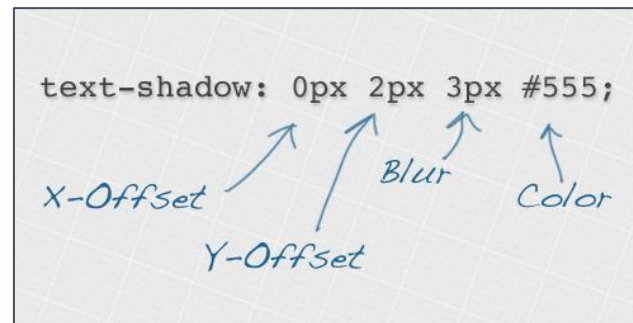 text-shadow: 0px 2px 3px #555;
Blur
X-Offset
Color
Y-Offset